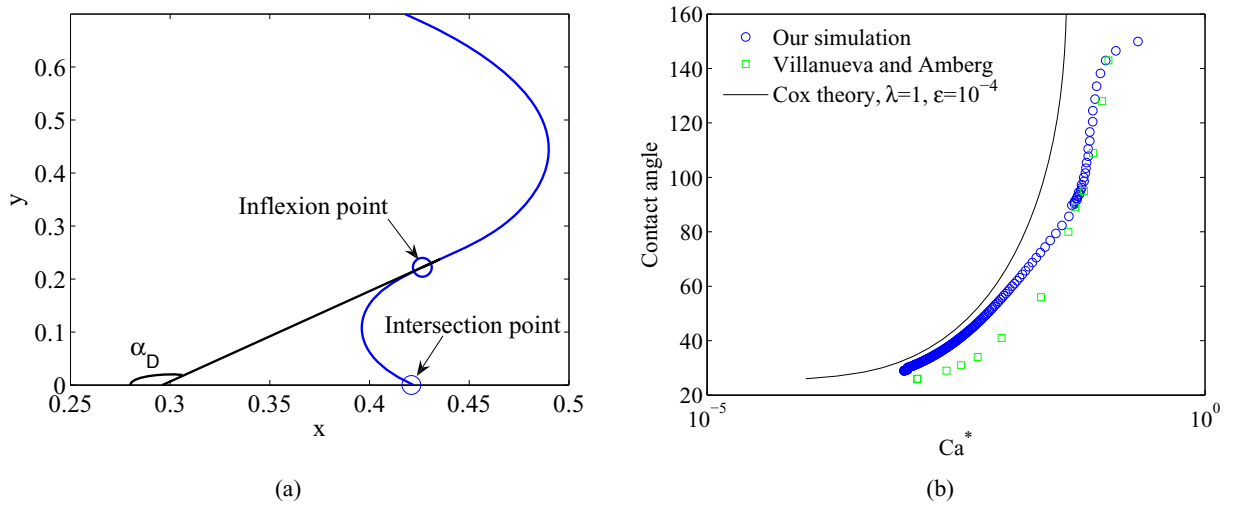 0.6
0.5
0.4
0.3
0.2
0.1
0
y
0.25
0.3
0.35
0.4
0.45
0.5
x
Inflexion point
Intersection point
αD
(a)
160
140
120
100
80
60
40
20
Contact angle
10⁻⁵
10⁰
Ca*
Our simulation
Villanueva and Amberg
Cox theory, λ=1, ε=10⁻⁴
(b)